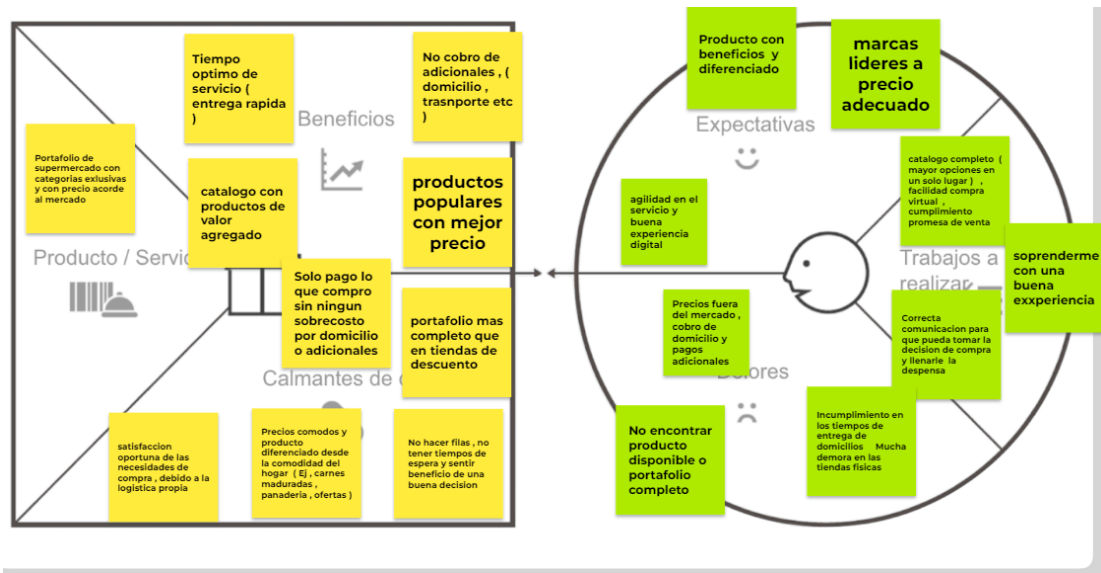 Tiempo
optimo de
servicio (
entrega rapida
)
No cobro de
adicionales , (
domicilio ,
trasnporte etc
)
Beneficios
Portafolio de
supermercado con
categorias exlusivas
y con precio acorde
al mercado
catalogo con
productos de
valor
agregado
productos
populares
con mejor
precio
Producto / Servic
Solo pago lo
que compro
sin ningun
sobrecosto
por domicilio
o adicionales
portafolio mas
completo que
en tiendas de
descuento
Calmantes de
satisfaccion
oportuna de las
necesidades de
compra , debido a la
logistica propia
Precios comodos y
producto
diferenciado desde
la comodidad del
hogar ( Ej , carnes
maduradas ,
panaderia , ofertas )
No hacer filas , no
tener tiempos de
espera y sentir
beneficio de una
buena decision
Producto con
beneficios y
diferenciado
marcas
lideres a
precio
adecuado
Expectativas
agilidad en el
servicio y
buena
experiencia
digital
catalogo completo (
mayor opciones en
un solo lugar ) ,
facilidad compra
virtual ,
cumplimiento
promesa de venta
Trabajos a
realizar
soprenderme
con una
buena
exxperiencia
Precios fuera
del mercado ,
cobro de
domicilio y
pagos
adicionales
Correcta
comunicacion para
que pueda tomar la
decision de compra
y llenarle la
despensa
Dolores
No encontrar
producto
disponible o
portafolio
completo
Incumplimiento en
los tiempos de
entrega de
domicilios Mucha
demora en las
tiendas fisicas